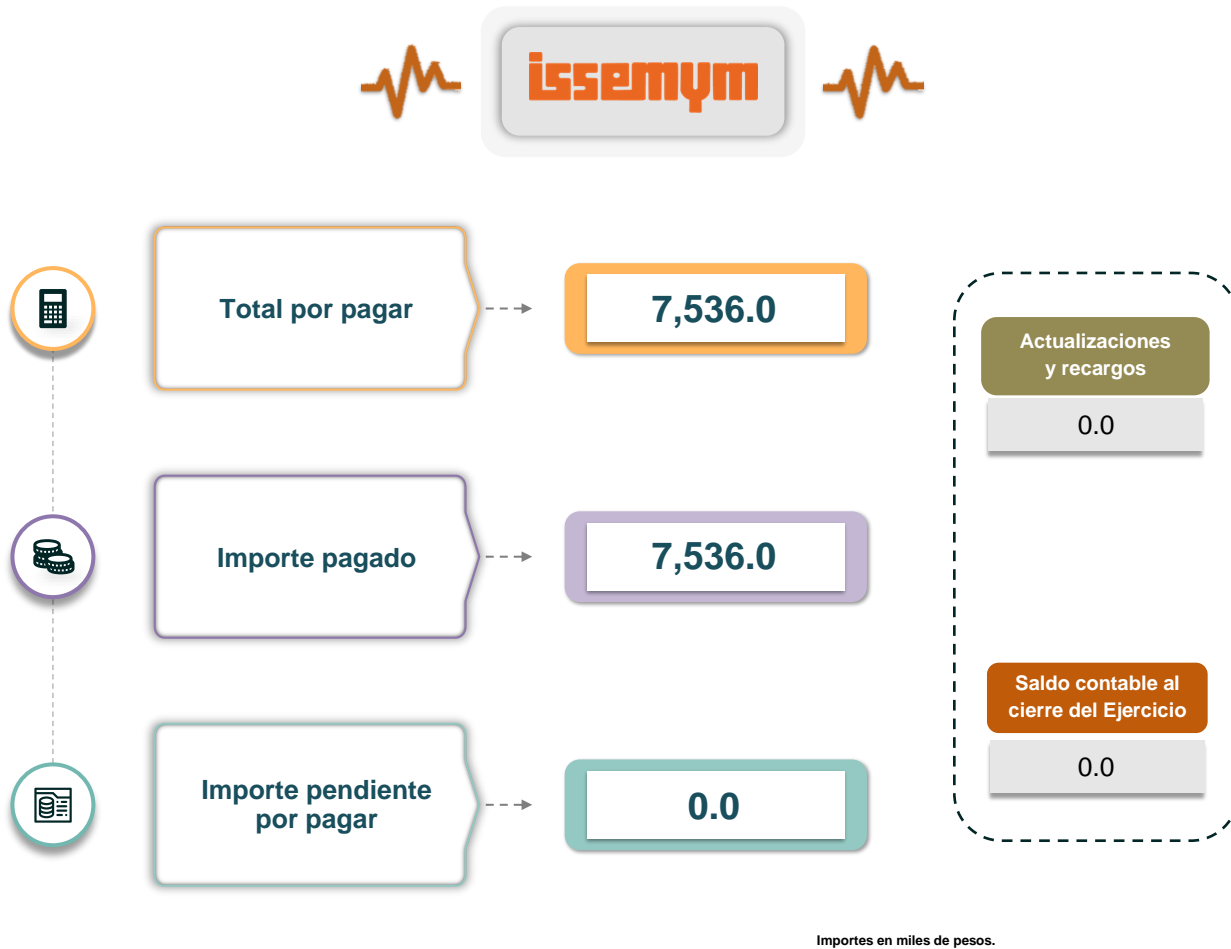 issemym
Total por pagar
7,536.0
Actualizaciones
y recargos
0.0
Importe pagado
7,536.0
Saldo contable al
cierre del Ejercicio
0.0
Importe pendiente
por pagar
0.0
Importes en miles de pesos.